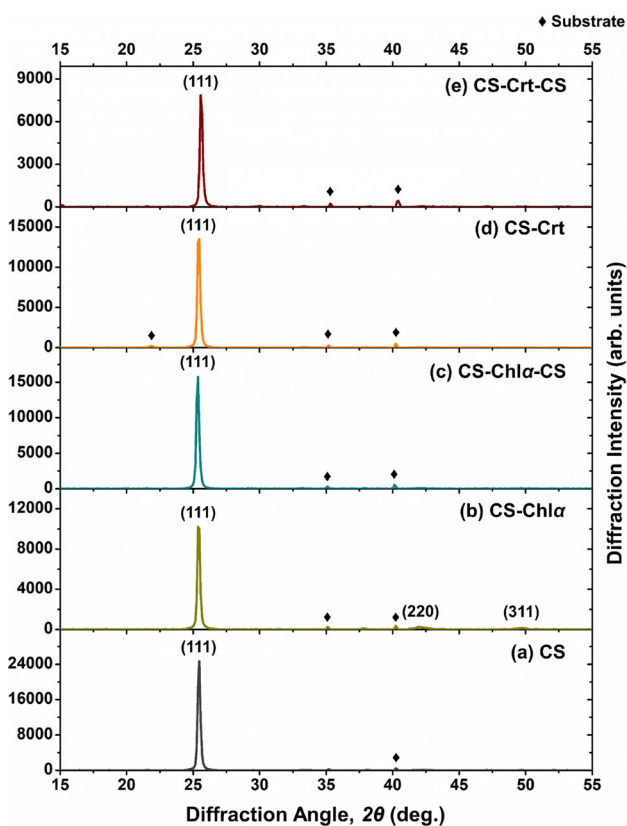 ♦ Substrate
15 20 25 30 35 40 45 50 55
9000
6000
3000
0
(111)
(e) CS-Crt-CS
15000
10000
5000
0
(111)
(d) CS-Crt
15000
10000
5000
0
(111)
(c) CS-Chlα-CS
12000
8000
4000
0
(111)
(b) CS-Chlα
(220)
(311)
24000
16000
8000
0
(111)
(a) CS
15 20 25 30 35 40 45 50 55
Diffraction Angle, 2θ (deg.)
Diffraction Intensity (arb. units)